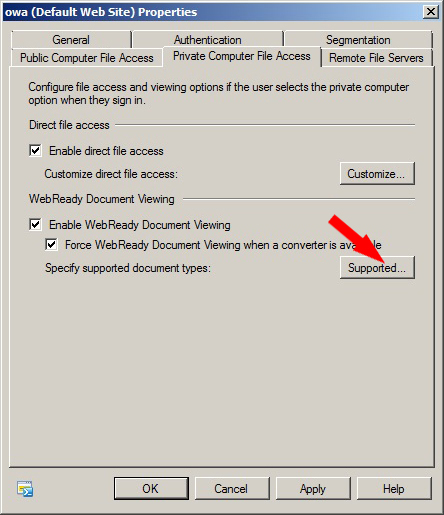 owa (Default Web Site) Properties
General Authentication Segmentation
Public Computer File Access Private Computer File Access Remote File Servers
Configure file access and viewing options if the user selects the private computer
option when they sign in.
Direct file access
Enable direct file access
Customize direct file access: Customize...
WebReady Document Viewing
Enable WebReady Document Viewing
Force WebReady Document Viewing when a converter is available
Specify supported document types: Supported...
OK Cancel Apply Help